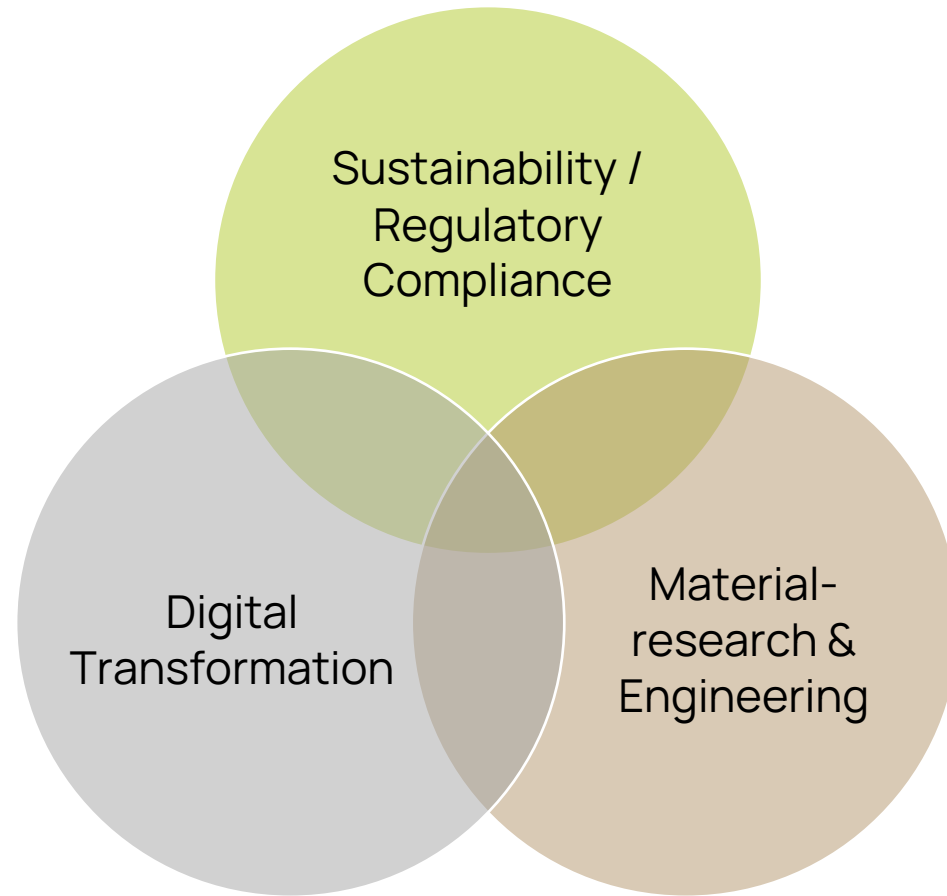 Sustainability /
Regulatory
Compliance
Digital
Transformation
Material-
research &
Engineering